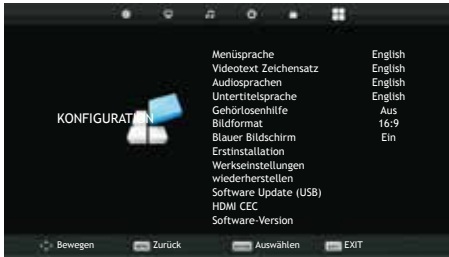 KONFIGURATION
Menüsprache English
Videotext Zeichensatz English
Audiosprachen English
Untertitelsprache English
Gehörlosenhilfe Aus
Bildformat 16:9
Blauer Bildschirm Ein
Erstinstallation
Werkseinstellungen
wiederherstellen
Software Update (USB)
HDMI CEC
Software-Version
Bewegen Zurück Auswählen EXIT